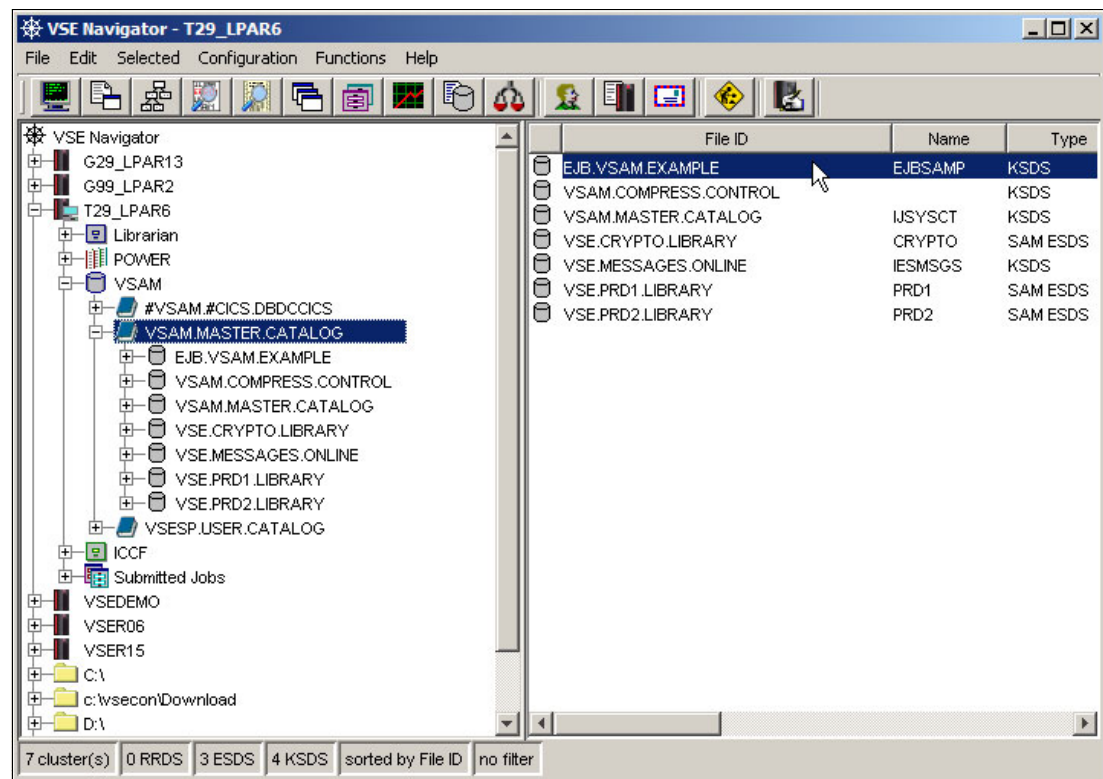 VSE Navigator - T29_LPAR6
File Edit Selected Configuration Functions Help
VSE Navigator
G29_LPAR13
G99_LPAR2
T29_LPAR6
Librarian
POWER
VSAM
#VSAM.#CICS.DBDCCICS
VSAM.MASTER.CATALOG
EJB.VSAM.EXAMPLE
VSAM.COMPRESS.CONTROL
VSAM.MASTER.CATALOG
VSE.CRYPTO.LIBRARY
VSE.MESSAGES.ONLINE
VSE.PRD1.LIBRARY
VSE.PRD2.LIBRARY
VSESP.USER.CATALOG
ICCF
Submitted Jobs
VSEDEMO
VSER06
VSER15
C:\
c:\vsecon\Download
D:\
File ID Name Type
EJB.VSAM.EXAMPLE EJBSAMP KSDS
VSAM.COMPRESS.CONTROL KSDS
VSAM.MASTER.CATALOG IJSYSCT KSDS
VSE.CRYPTO.LIBRARY CRYPTO SAM ESDS
VSE.MESSAGES.ONLINE IESMSGS KSDS
VSE.PRD1.LIBRARY PRD1 SAM ESDS
VSE.PRD2.LIBRARY PRD2 SAM ESDS
7 cluster(s) 0 RRDS 3 ESDS 4 KSDS sorted by File ID no filter